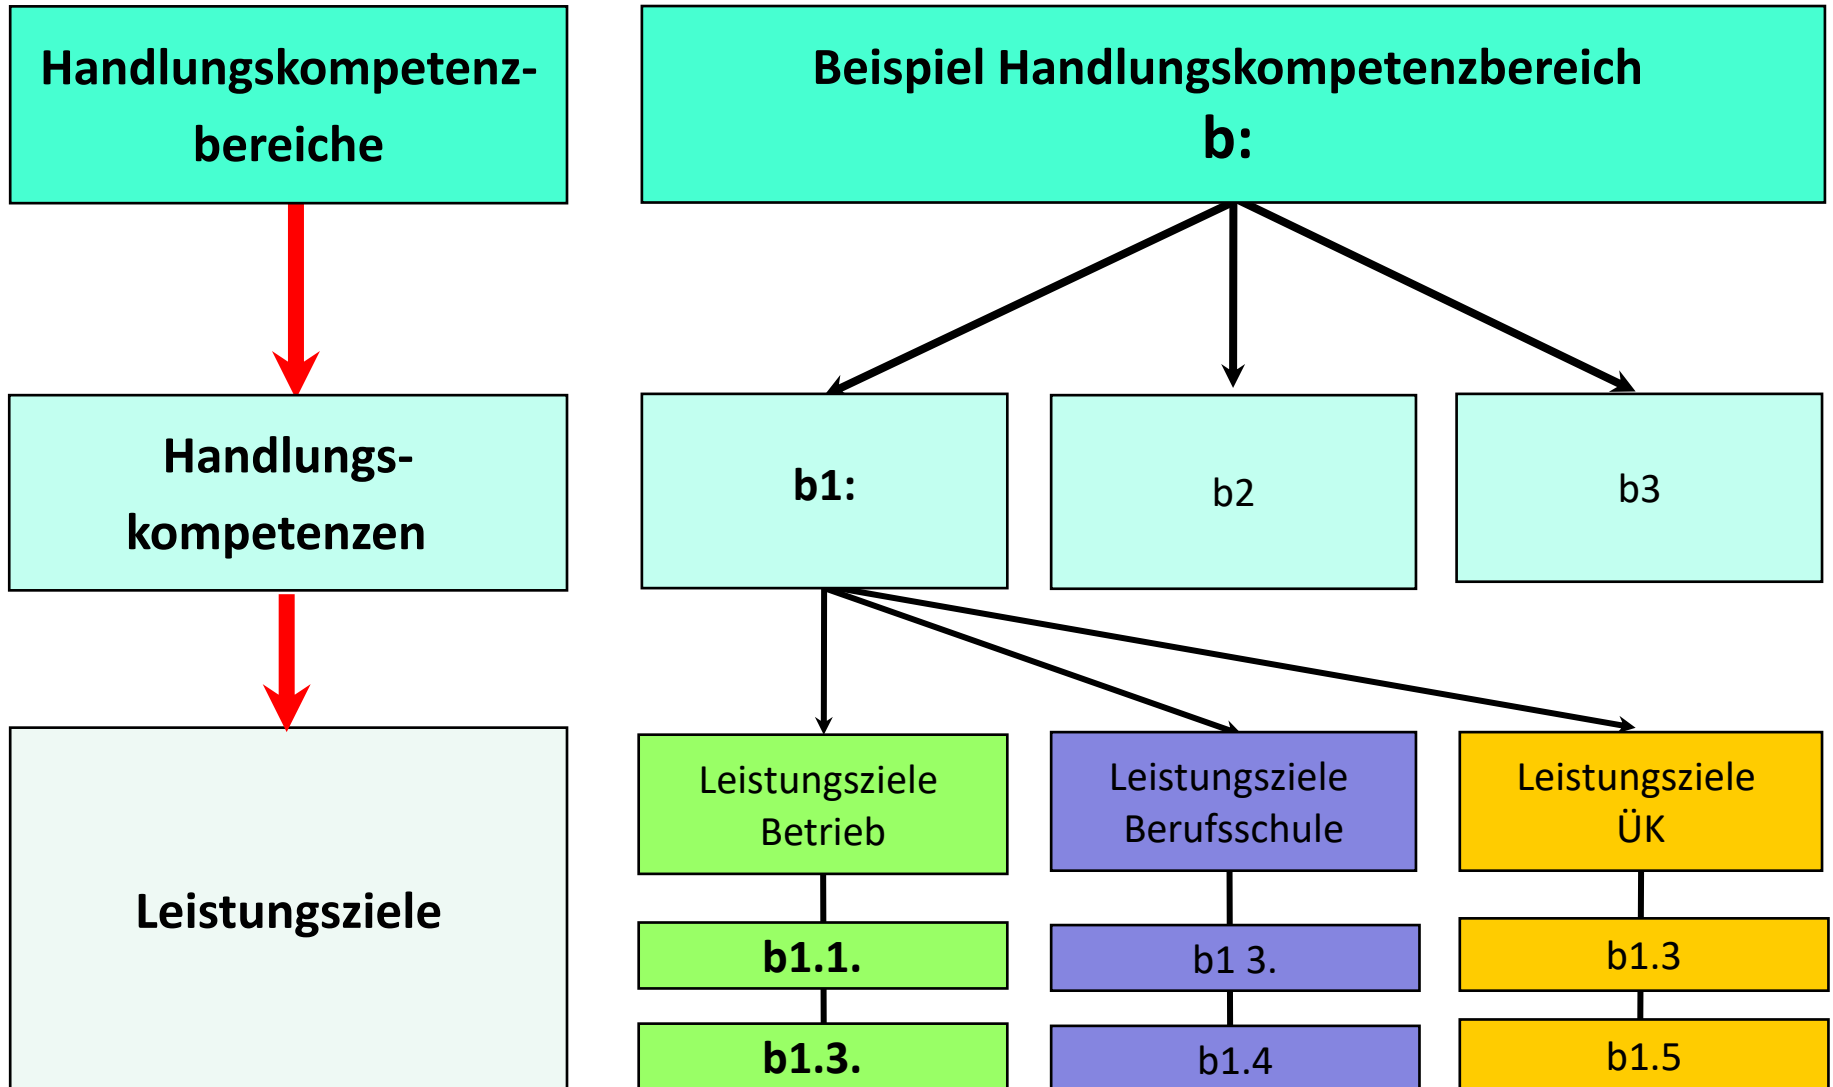 Handlungskompetenz-
bereiche
Beispiel Handlungskompetenzbereich
b:
Handlungs-
kompetenzen
b1:
b2
b3
Leistungsziele
Leistungsziele
Betrieb
b1.1.
b1.3.
Leistungsziele
Berufsschule
b1 3.
b1.4
Leistungsziele
ÜK
b1.3
b1.5